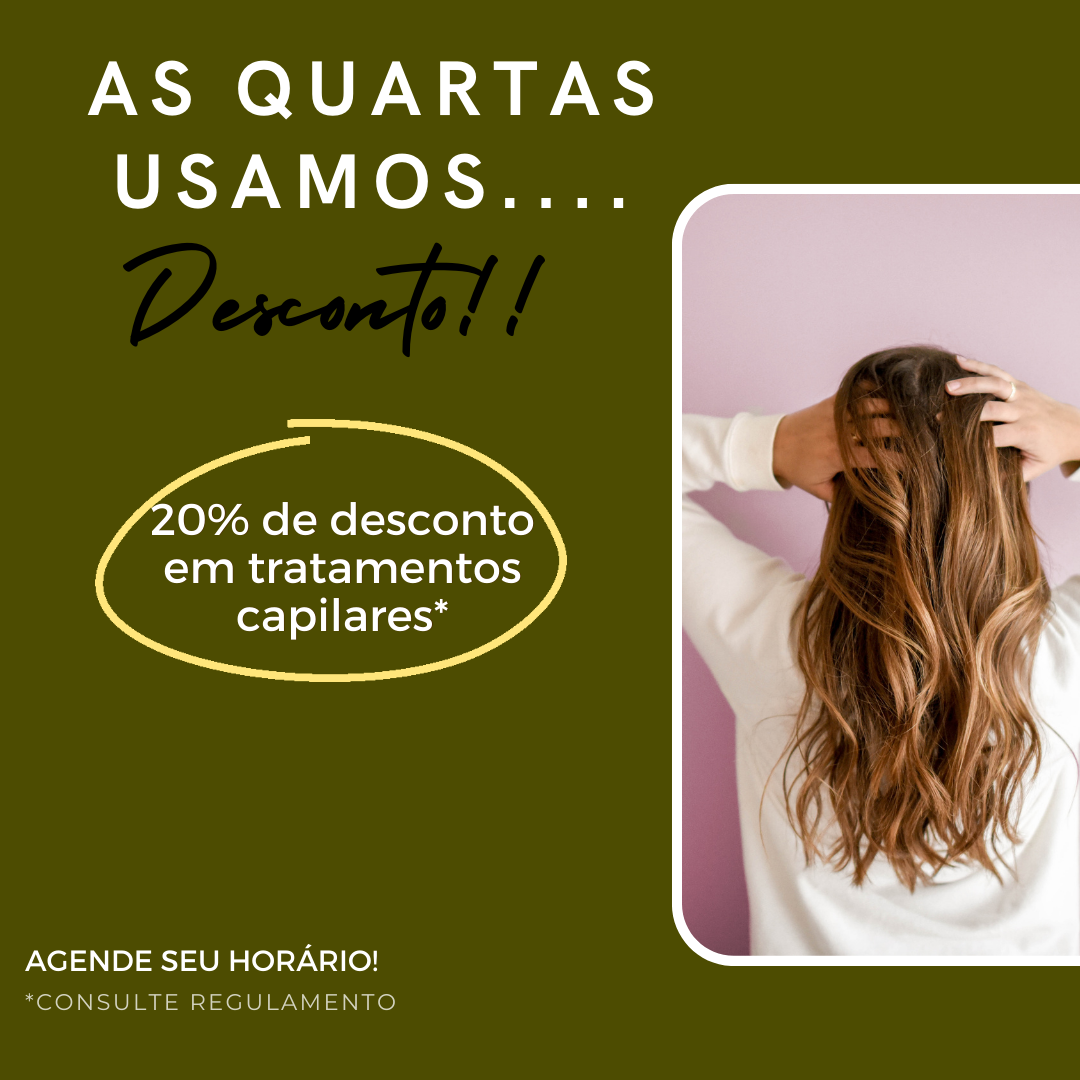 AS QUARTAS
USAMOS....
Desconto!!
20% de desconto
em tratamentos
capilares*
AGENDE SEU HORÁRIO!
*CONSULTE REGULAMENTO